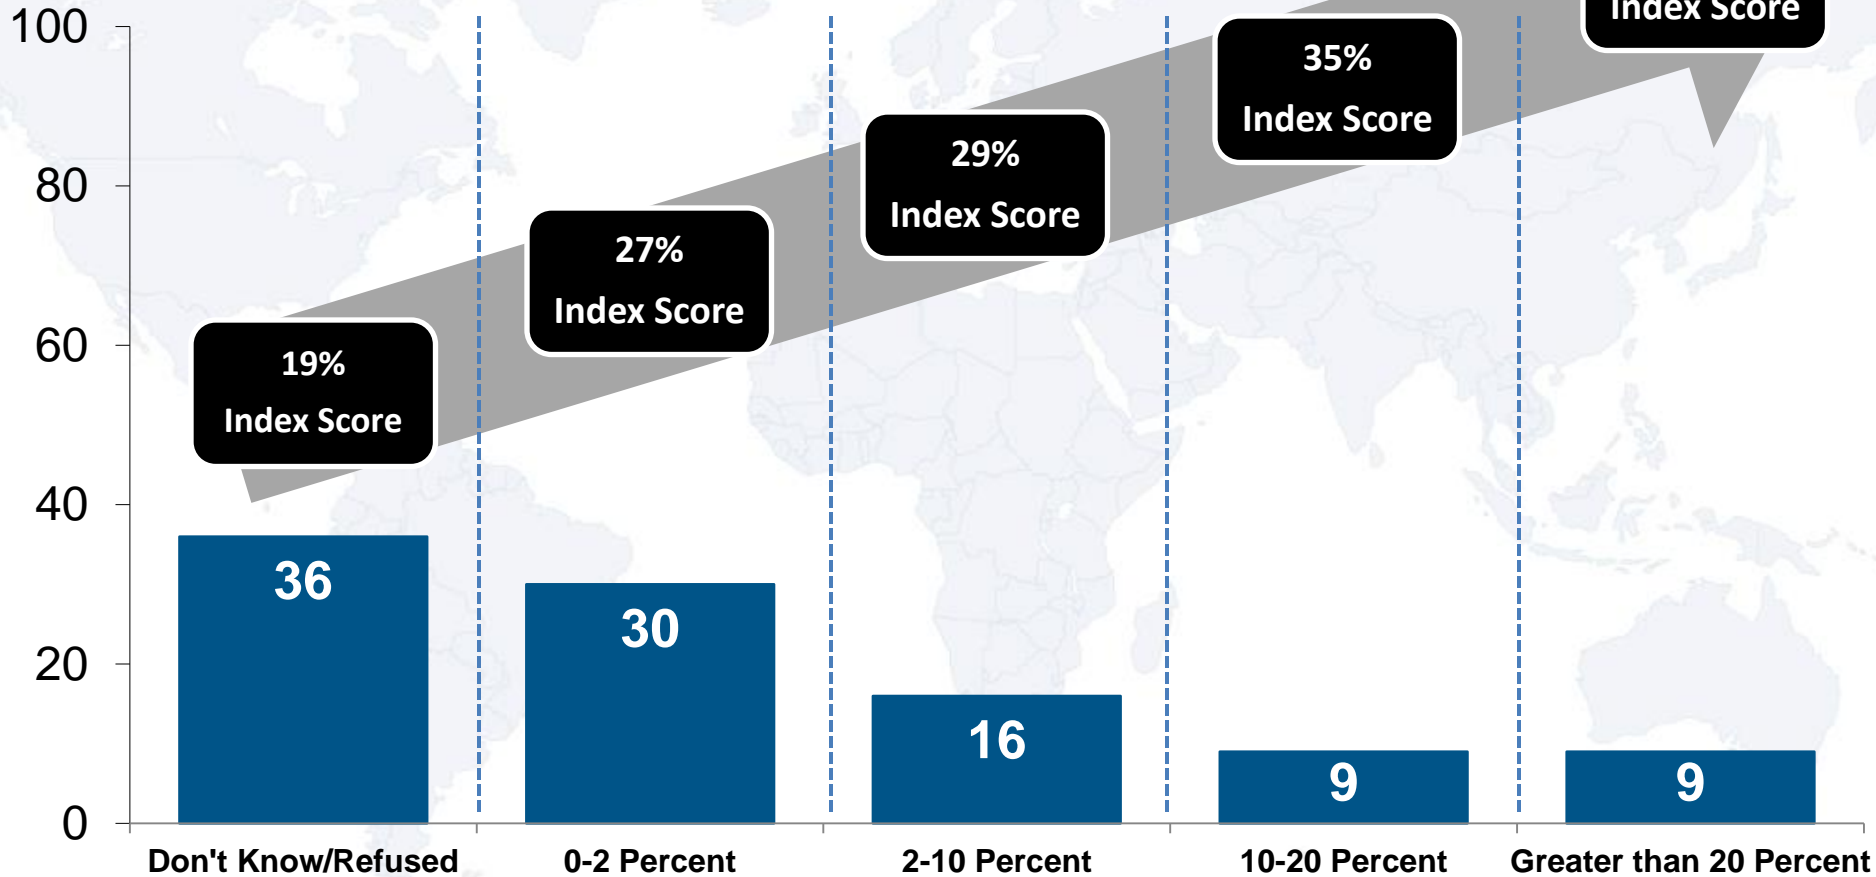 100
80
60
40
20
0
19%
Index Score
27%
Index Score
29%
Index Score
35%
Index Score
Index Score
36
30
16
9
9
Don't Know/Refused
0-2 Percent
2-10 Percent
10-20 Percent
Greater than 20 Percent